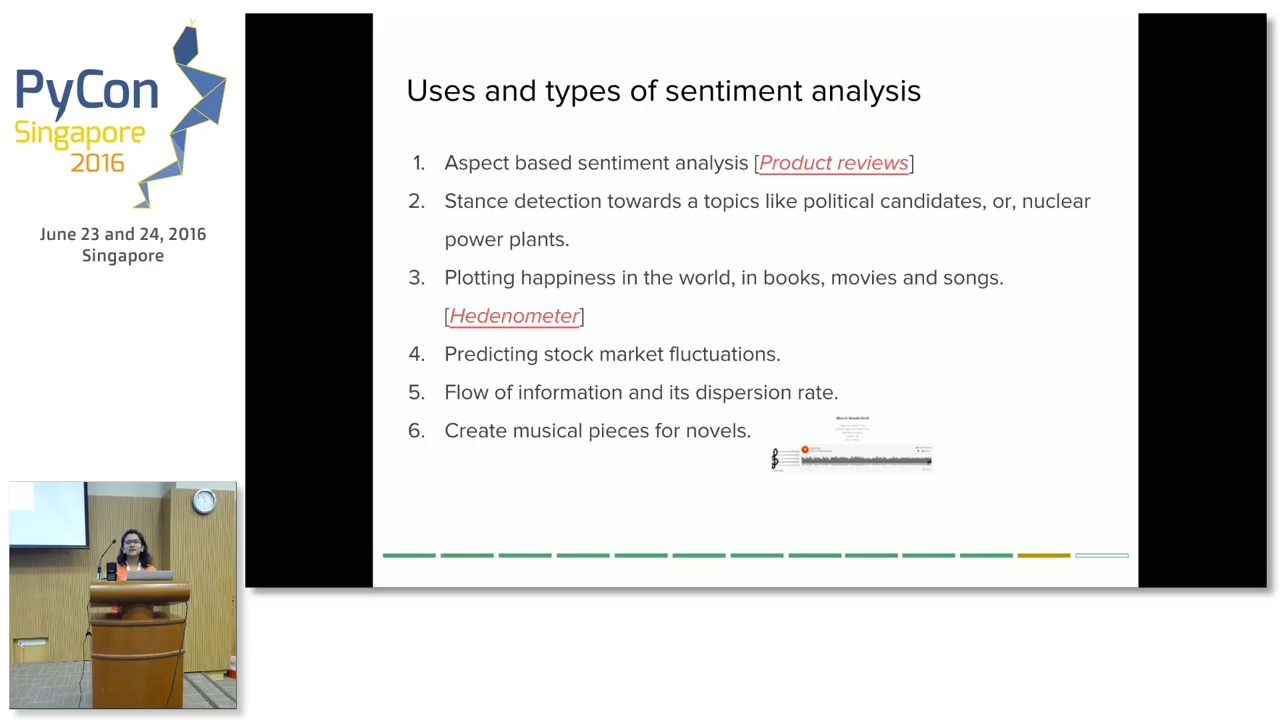 PyCon
Singapore
2016
June 23 and 24, 2016
Singapore
Uses and types of sentiment analysis
1. Aspect based sentiment analysis [Product reviews]
2. Stance detection towards a topics like political candidates, or, nuclear
power plants.
3. Plotting happiness in the world, in books, movies and songs.
[Hedenometer]
4. Predicting stock market fluctuations.
5. Flow of information and its dispersion rate.
6. Create musical pieces for novels.
Alice in Wonderland